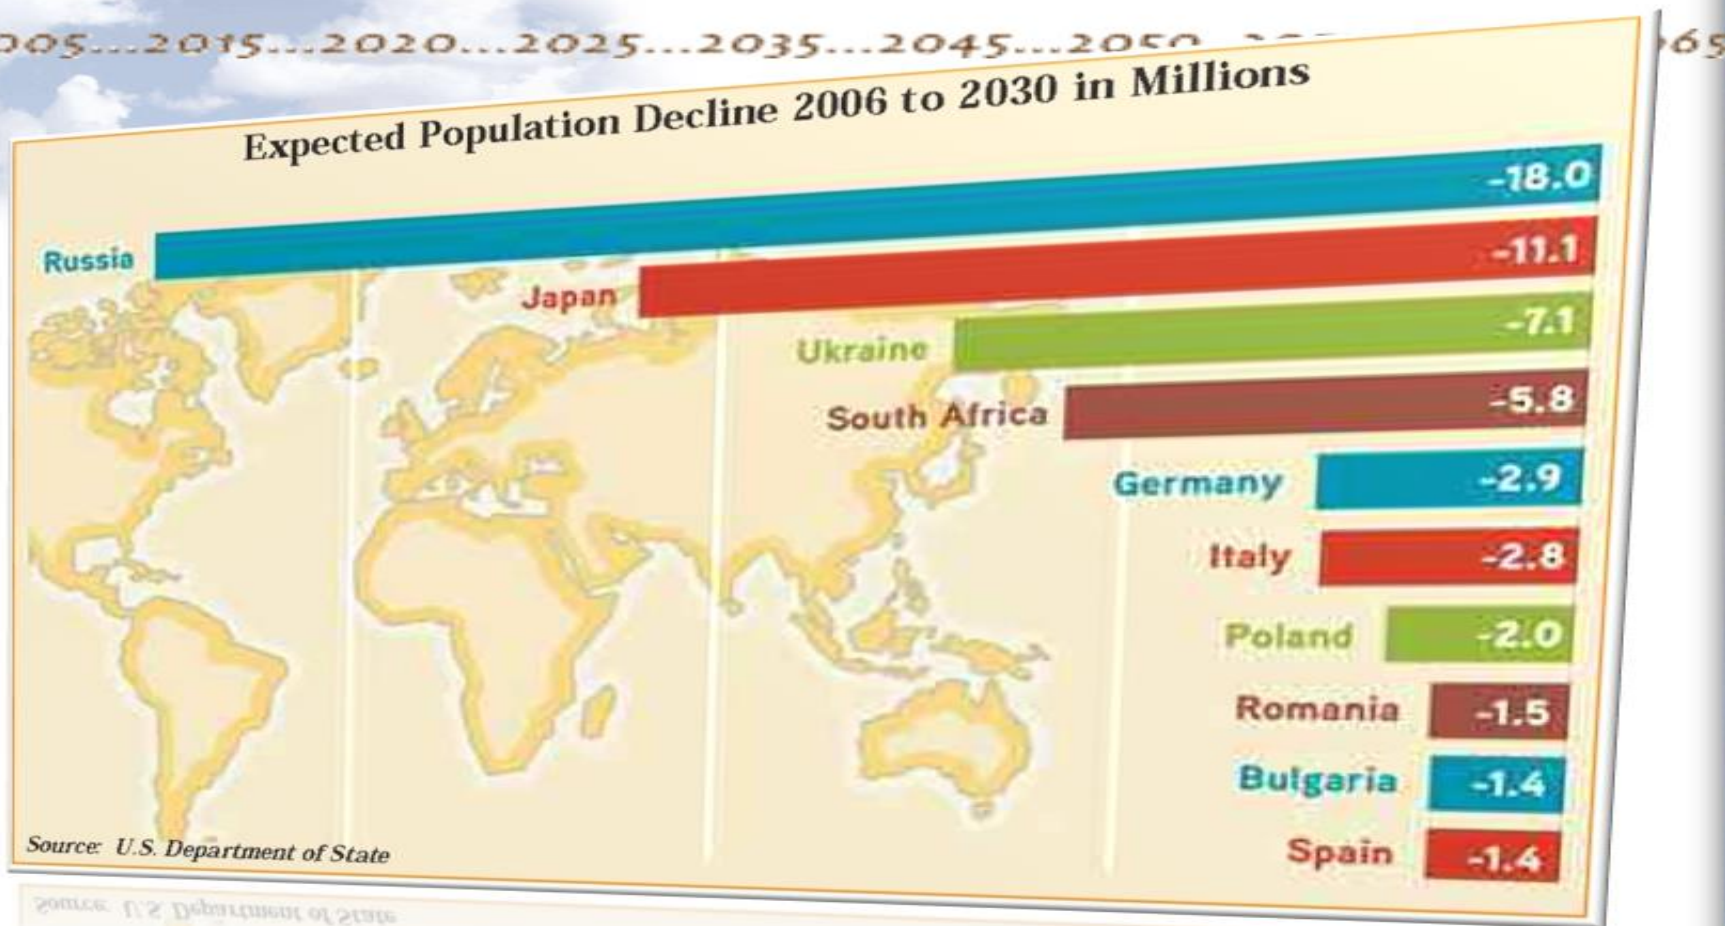 005...2015...2020...2025...2035...2045...2050
65
Expected Population Decline 2006 to 2030 in Millions
Russia -18.0
Japan -11.1
Ukraine -7.1
South Africa -5.8
Germany -2.9
Italy -2.8
Poland -2.0
Romania -1.5
Bulgaria -1.4
Spain -1.4
Source: U.S. Department of State